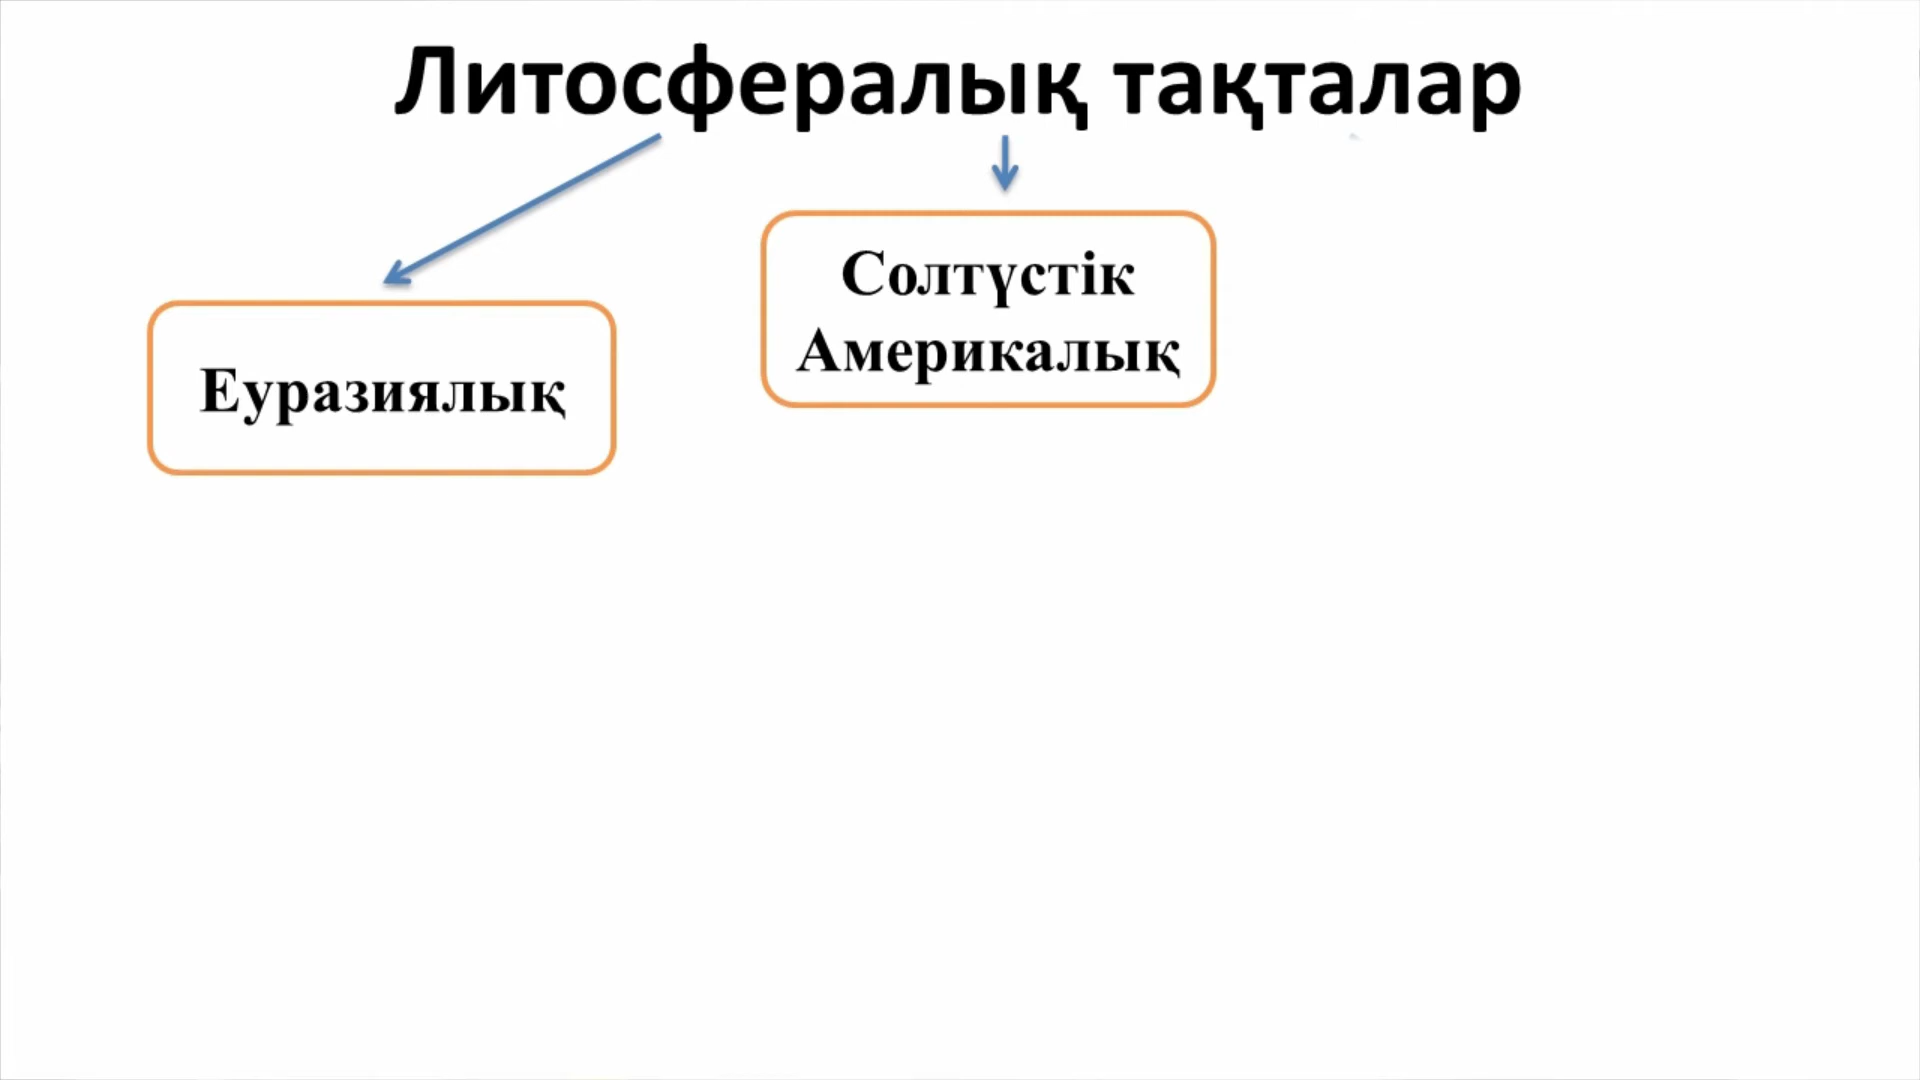 Литосфералық тақталар
Солтүстік
Америкалық
Еуразиялық